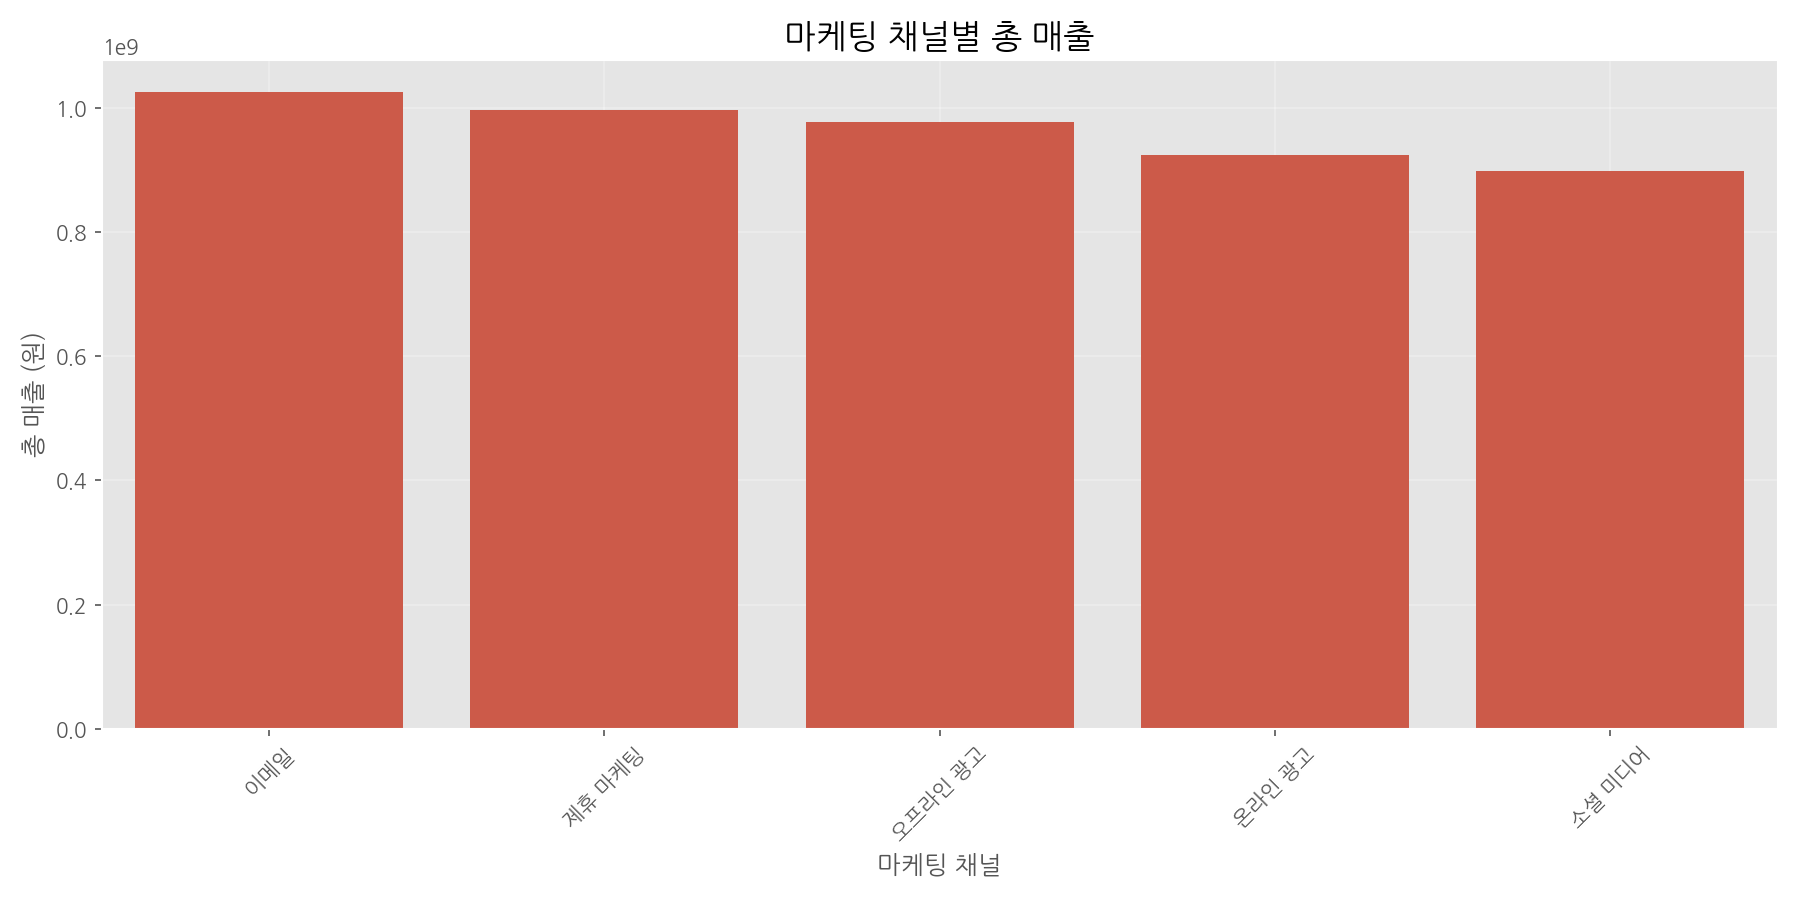 마케팅 채널별 총 매출
1e9
1.0
0.8
0.6
0.4
0.2
0.0
총 매출 (원)
이메일
제휴 마케팅
오프라인 광고
온라인 광고
소셜 미디어
마케팅 채널